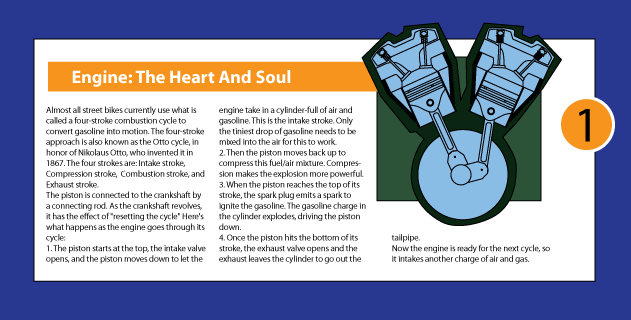 Engine: The Heart And Soul
Almost all street bikes currently use what is
called a four-stroke combustion cycle to
convert gasoline into motion. The four-stroke
approach is also known as the Otto cycle, in
honor of Nikolaus Otto, who invented it in
1867. The four strokes are: Intake stroke,
Compression stroke, Combustion stroke, and
Exhaust stroke.
The piston is connected to the crankshaft by
a connecting rod. As the crankshaft revolves,
it has the effect of "resetting the cycle" Here's
what happens as the engine goes through its
cycle:
1. The piston starts at the top, the intake valve
opens, and the piston moves down to let the
engine take in a cylinder-full of air and
gasoline. This is the intake stroke. Only
the tiniest drop of gasoline needs to be
mixed into the air for this to work.
2. Then the piston moves back up to
compress this fuel/air mixture. Compres-
sion makes the explosion more powerful.
3. When the piston reaches the top of its
stroke, the spark plug emits a spark to
ignite the gasoline. The gasoline charge in
the cylinder explodes, driving the piston
down.
4. Once the piston hits the bottom of its
stroke, the exhaust valve opens and the
exhaust leaves the cylinder to go out the
tailpipe.
Now the engine is ready for the next cycle, so
it intakes another charge of air and gas.
1